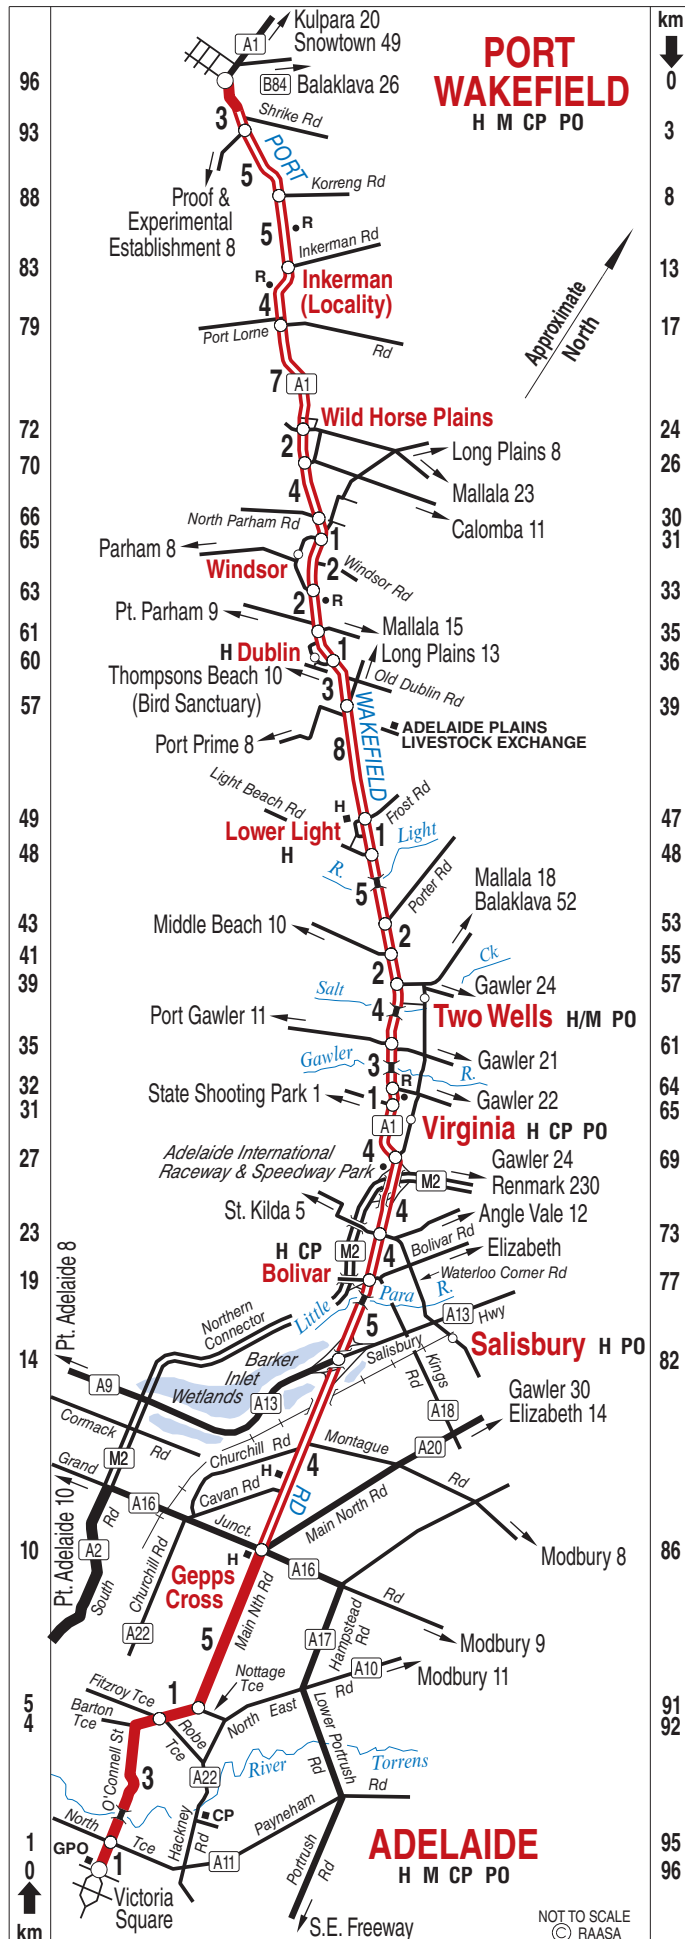 km
Kulpara 20
Snowtown 49
A1
B84 Balaklava 26
PORT
WAKEFIELD
H M CP PO
96
0
Shrike Rd
3
93
3
PORT
5
Proof &
Experimental
Establishment 8
Korreng Rd
88
8
5
R
Inkerman Rd
83
13
R
Inkerman
(Locality)
4
Approximate
North
79
17
Port Lorne
Rd
7
A1
Wild Horse Plains
72
24
2
Long Plains 8
70
26
Mallala 23
4
Calomba 11
North Parham Rd
66
30
65
31
1
Parham 8
Windsor
2
Windsor Rd
63
33
2
R
Pt. Parham 9
61
35
Mallala 15
H Dublin
1
60
36
Long Plains 13
Thompsons Beach 10
(Bird Sanctuary)
3
Old Dublin Rd
57
39
WAKEFIELD
ADELAIDE PLAINS
LIVESTOCK EXCHANGE
Port Prime 8
8
Light Beach Rd
Frost Rd
H
49
47
Lower Light
H
1
Light
48
48
R.
5
Porter Rd
Mallala 18
Balaklava 52
43
53
Middle Beach 10
2
41
55
2
Ck
39
57
Gawler 24
Salt
4
Two Wells H/M PO
Port Gawler 11
35
61
Gawler
3
R.
Gawler 21
32
64
R
State Shooting Park 1
1
Gawler 22
31
65
A1
Virginia H CP PO
Adelaide International
Raceway & Speedway Park
4
27
69
Gawler 24
Renmark 230
M2
St. Kilda 5
4
Angle Vale 12
23
73
H CP
Bolivar
M2
4
Bolivar Rd
Elizabeth
Waterloo Corner Rd
19
77
Little
Para
R.
Pt. Adelaide 8
Northern
Connector
5
A13
Hwy
Salisbury
Salisbury H PO
14
82
Barker
Inlet
Wetlands
A9
A13
Kings
Rd
A18
Gawler 30
Elizabeth 14
Cormack
Rd
M2
Churchill Rd
Montague
Rd
A20
4
H
Grand
A16
Cavan Rd
RD
Main North Rd
Junct.
Pt. Adelaide 10
A2
South
Rd
Churchill Rd
A22
10
86
H
Gepps
Cross
A16
Rd
Modbury 8
Modbury 9
5
Main Nth Rd
Hampstead
Rd
A17
A10
Modbury 11
Nottage
Tce
Fitzroy Tce
Barton
Tce
1
Robe
Tce
North
East
Rd
5
91
4
92
Lower Portrush
Rd
O'Connell St
A22
River
Torrens
3
Hackney
Rd
CP
Payneham
Rd
North
Tce
A11
Portrush
Rd
ADELAIDE
H M CP PO
1
95
GPO
1
0
96
Victoria
Square
km
S.E. Freeway
NOT TO SCALE
© RAASA